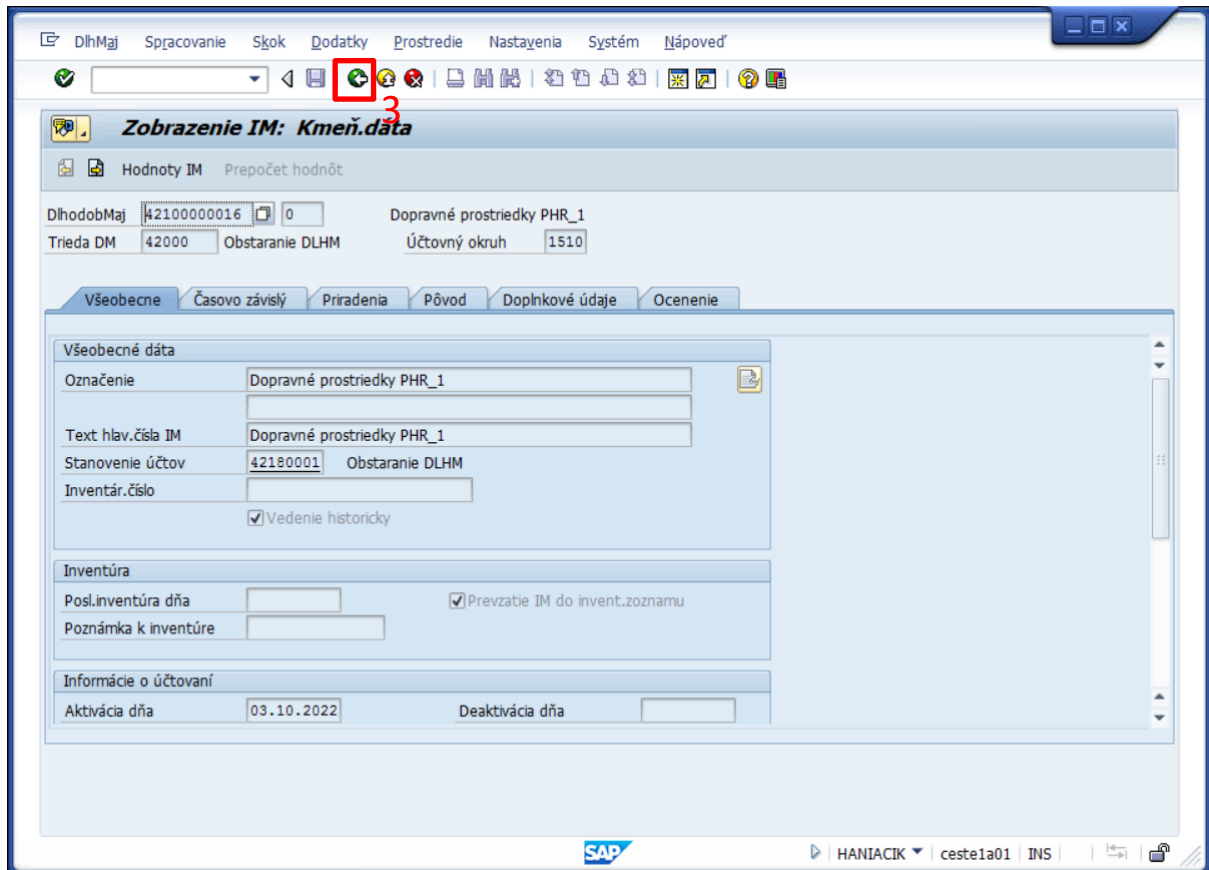 DlhMaj Spracovanie Skok Dodatky Prostredie Nastavenia Systém Nápoveď
3
Zobrazenie IM: Kmeň.dáta
Hodnoty IM Prepočet hodnôt
DlhodobMaj 42100000016 0 Dopravné prostriedky PHR_1
Trieda DM 42000 Obstaranie DLHM Účtovný okruh 1510
Všeobecne Časovo závislý Priradenia Pôvod Doplnkové údaje Ocenenie
Všeobecné dáta
Označenie Dopravné prostriedky PHR_1
Text hlav.čísla IM Dopravné prostriedky PHR_1
Stanovenie účtov 42180001 Obstaranie DLHM
Inventár.číslo
Vedenie historicky
Inventúra
Posl.inventúra dňa Prevzatie IM do invent.zoznamu
Poznámka k inventúre
Informácie o účtovaní
Aktivácia dňa 03.10.2022 Deaktivácia dňa
SAP HANIACIK ceste1a01 INS